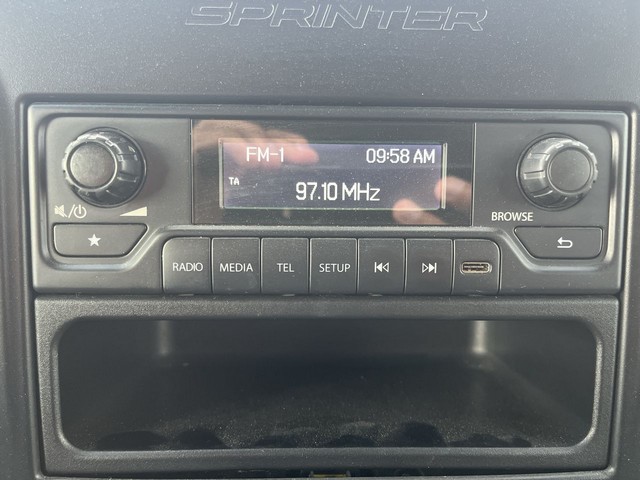 SPRINTER
FM-1 09:58 AM
TA
97.10 MHz
BROWSE
RADIO MEDIA TEL SETUP